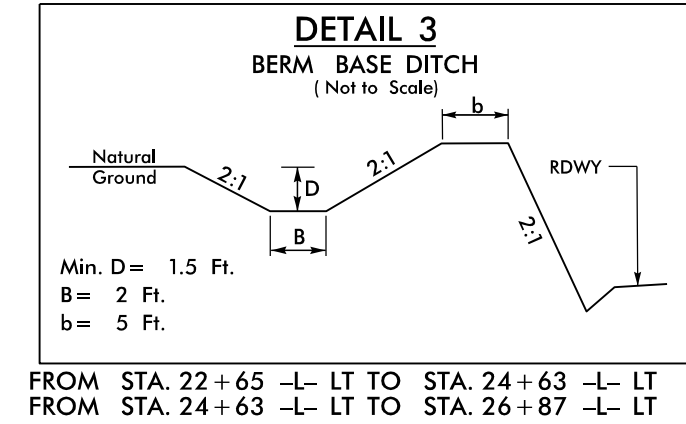 DETAIL 3
BERM BASE DITCH
( Not to Scale)
b
Natural
Ground
2:1
D
2:1
RDWY
B
2:1
Min. D = 1.5 Ft.
B = 2 Ft.
b = 5 Ft.
FROM STA. 22+65 -L- LT TO STA. 24+63 -L- LT
FROM STA. 24+63 -L- LT TO STA. 26+87 -L- LT